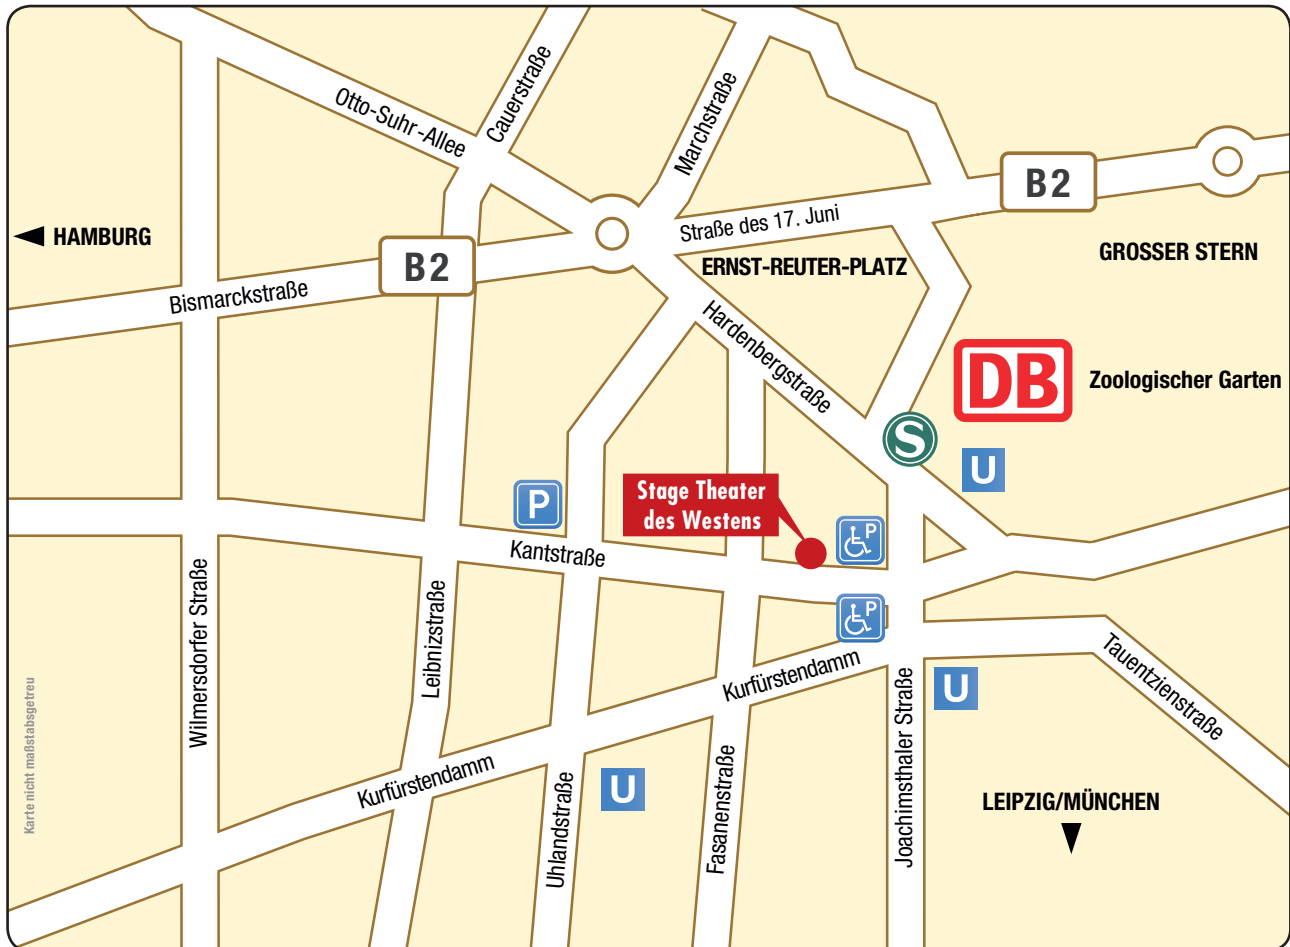 Otto-Suhr-Allee
Cauerstraße
Marchstraße
B2
Straße des 17. Juni
HAMBURG
B2
ERNST-REUTER-PLATZ
GROSSER STERN
Bismarckstraße
Hardenbergstraße
DB
Zoologischer Garten
S
U
P
Stage Theater
des Westens
P
Kantstraße
P
Wilmersdorfer Straße
Leibnizstraße
Kurfürstendamm
Joachimsthaler Straße
U
Tauentzienstraße
Karte nicht maßstabsgetreu
Kurfürstendamm
Uhlandstraße
U
Fasanenstraße
LEIPZIG/MÜNCHEN